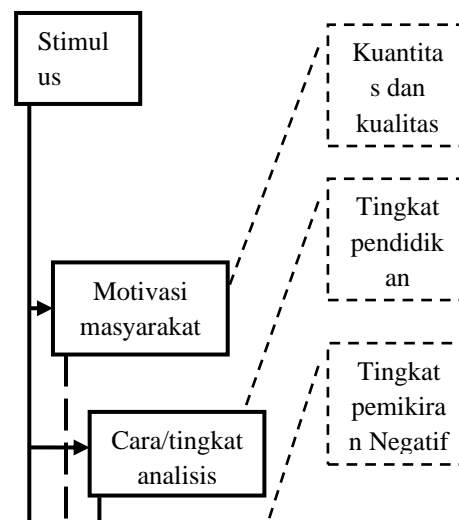 Stimul
us
Kuantita
s dan
kualitas
Tingkat
pendidik
an
Motivasi
masyarakat
Tingkat
pemikira
n Negatif
Cara/tingkat
analisis